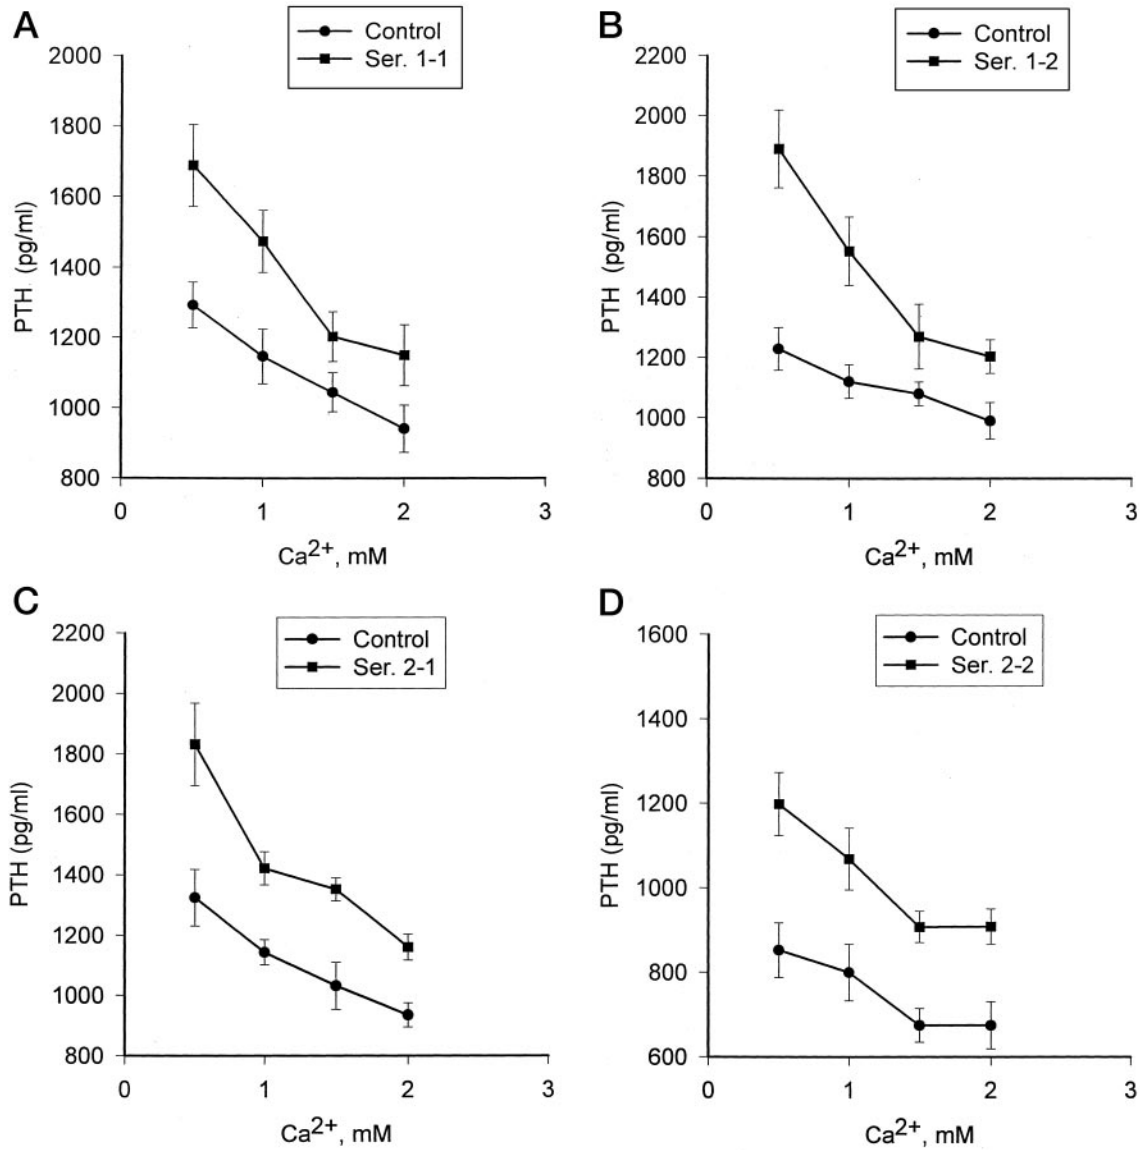 A
Control
Ser. 1-1
2000
1800
1600
1400
1200
1000
800
PTH (pg/ml)
0 1 2 3
Ca2+, mM
B
Control
Ser. 1-2
2200
2000
1800
1600
1400
1200
1000
800
PTH (pg/ml)
0 1 2 3
Ca2+, mM
C
Control
Ser. 2-1
2200
2000
1800
1600
1400
1200
1000
800
PTH (pg/ml)
0 1 2 3
Ca2+, mM
D
Control
Ser. 2-2
1600
1400
1200
1000
800
600
PTH (pg/ml)
0 1 2 3
Ca2+, mM